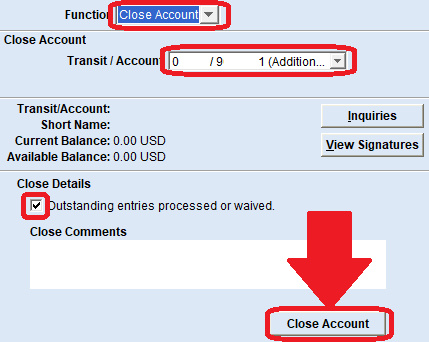 Function Close Account
Close Account
Transit / Account 0 / 9 1 (Addition...
Transit/Account:
Short Name:
Current Balance: 0.00 USD
Available Balance: 0.00 USD
Inquiries
View Signatures
Close Details
Outstanding entries processed or waived.
Close Comments
Close Account